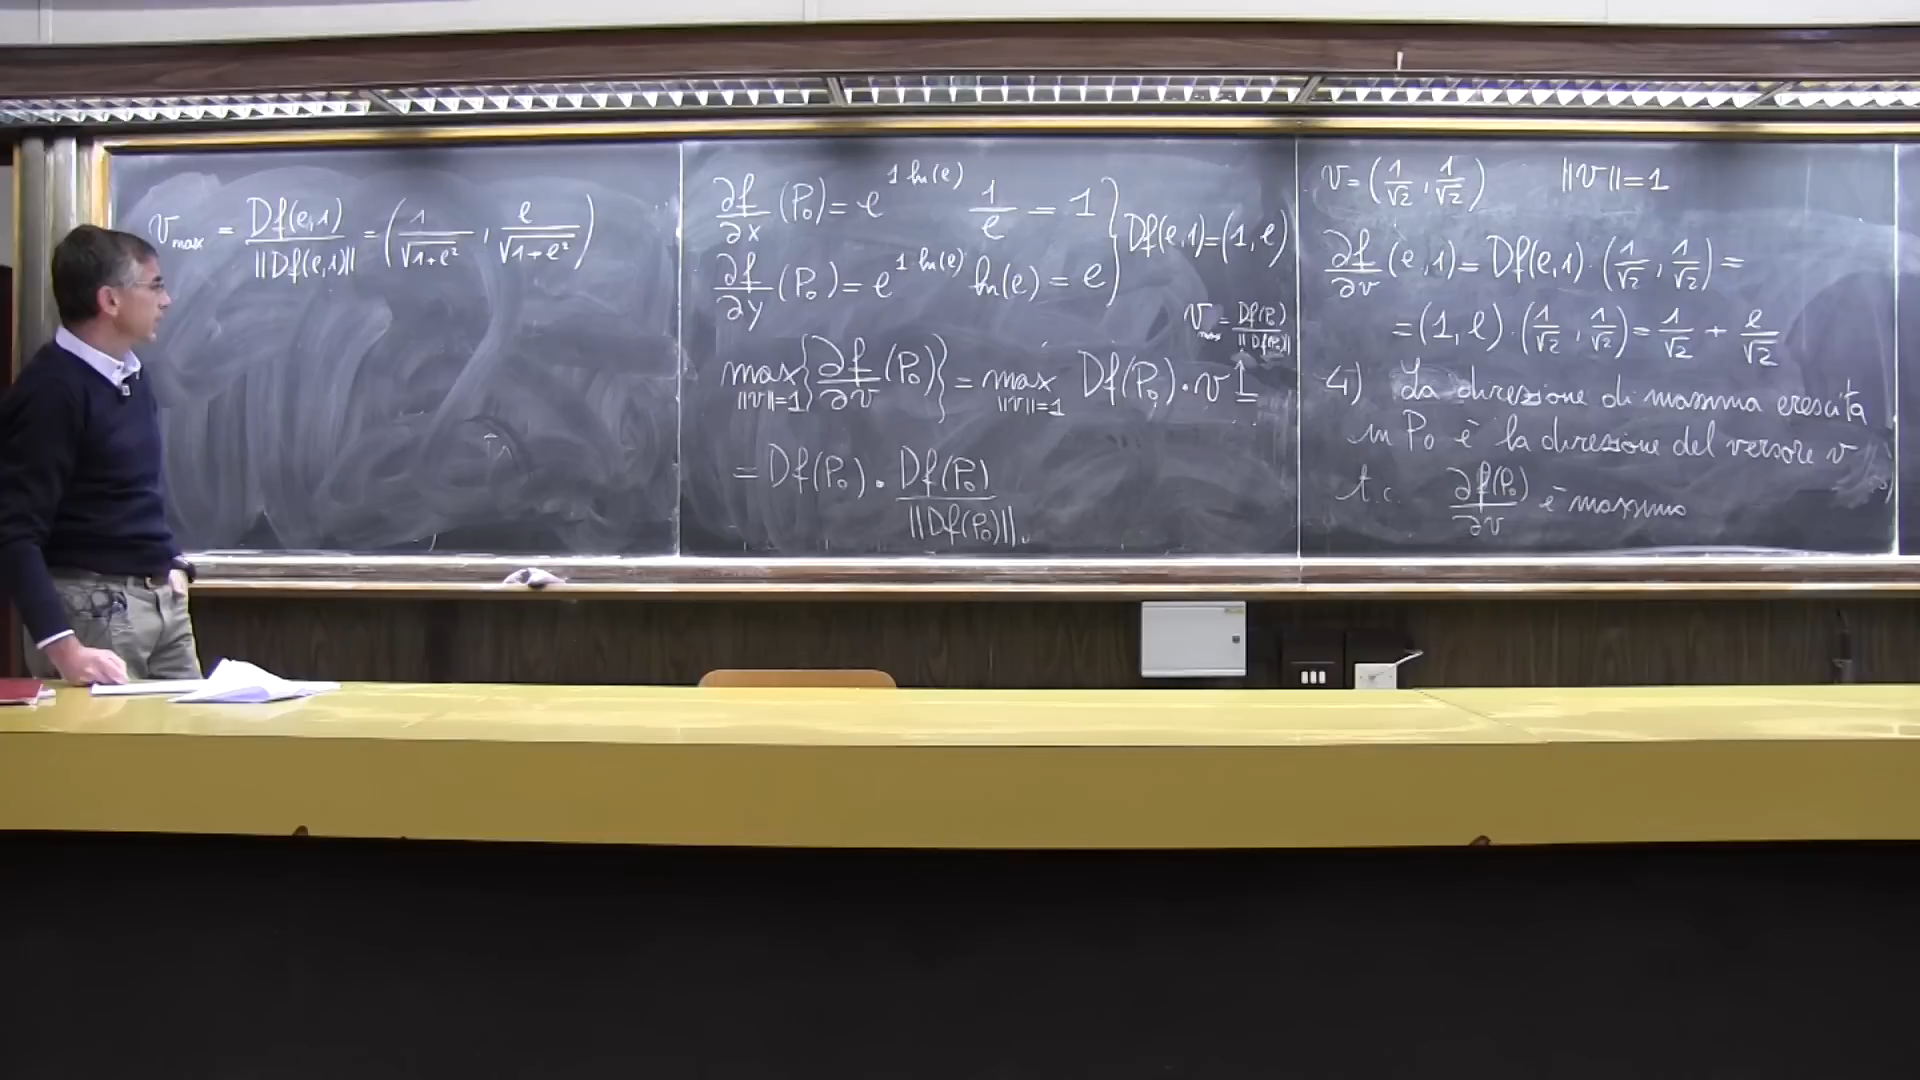 v_max = Df(e,1)/||Df(e,1)|| = (1/√(1+e²), e/√(1+e²))
∂f/∂x (P₀) = e^{1 ln(e)} 1/e = 1 } Df(e,1) = (1, e)
∂f/∂y (P₀) = e^{1 ln(e)} ln(e) = e
v_max = Df(P₀)/||Df(P₀)||
max_{||v||=1} { ∂f/∂v (P₀) } = max_{||v||=1} Df(P₀) · v
= Df(P₀) · Df(P₀)/||Df(P₀)||.
v = (1/√2, 1/√2) ||v|| = 1
∂f/∂v (e,1) = Df(e,1) · (1/√2, 1/√2) =
= (1, e) · (1/√2, 1/√2) = 1/√2 + e/√2
4) La direzione di massima crescita
in P₀ è la direzione del versore v
t.c. ∂f(P₀)/∂v è massimo